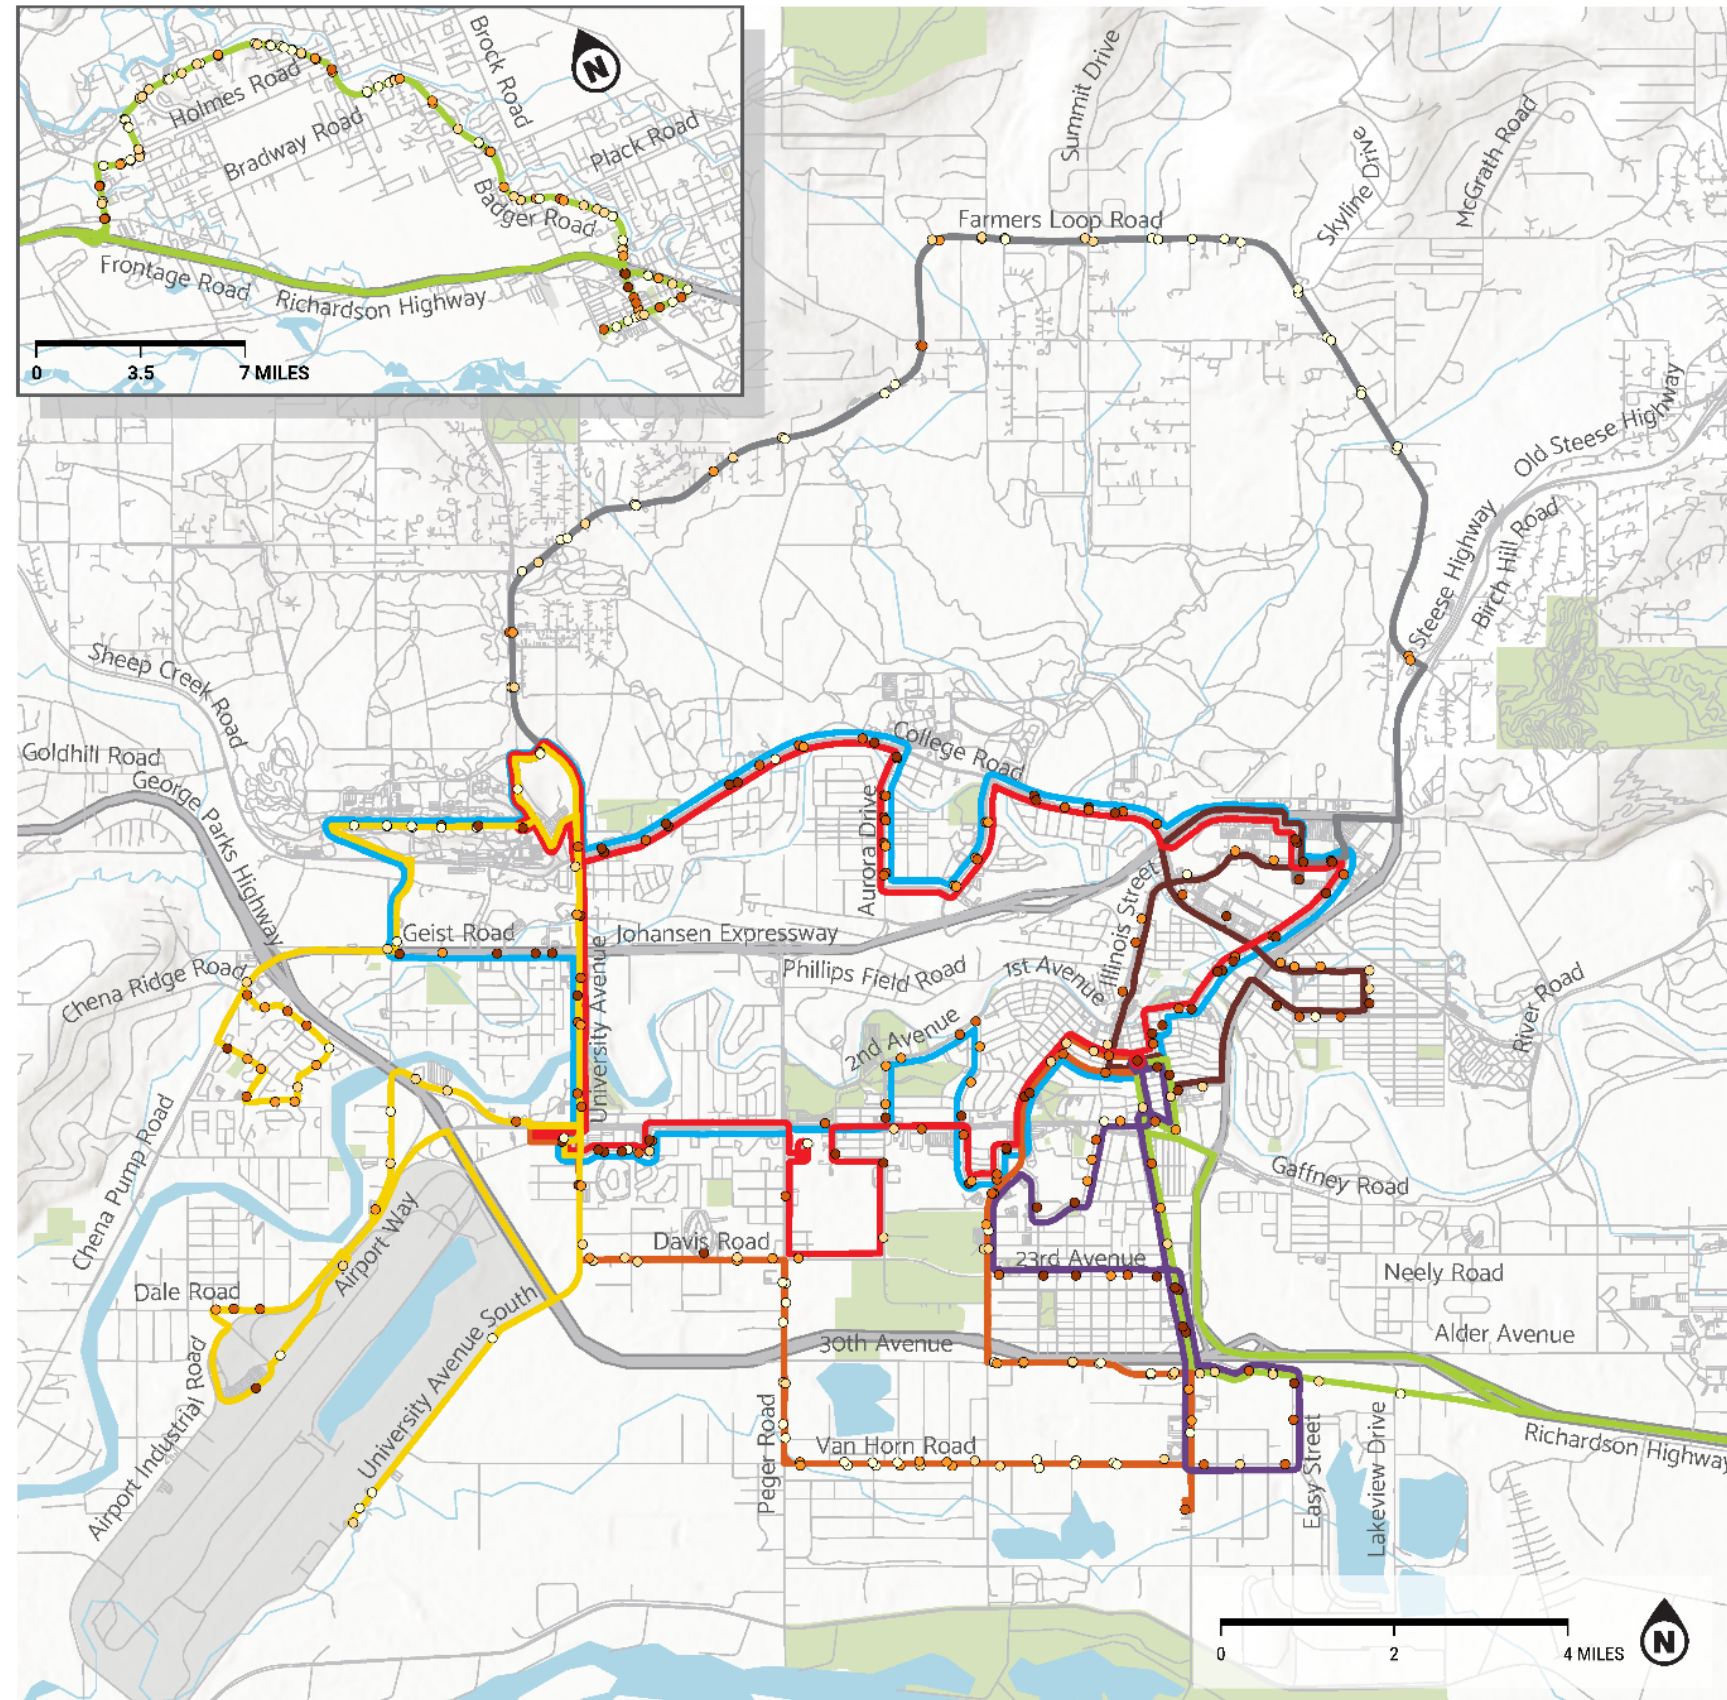 Brock Road
N
Holmes Road
Bradway Road
Plack Road
Badger Road
Frontage Road
Richardson Highway
0 3.5 7 MILES
Summit Drive
Skyline Drive
McGrath Road
Farmers Loop Road
Old Steese Highway
Steese Highway
Birch Hill Road
Sheep Creek Road
Goldhill Road
George Parks Highway
College Road
Aurora Drive
Illinois Street
Geist Road
Johansen Expressway
University Avenue
Phillips Field Road
1st Avenue
2nd Avenue
Chena Ridge Road
River Road
Chena Pump Road
Gaffney Road
Davis Road
23rd Avenue
Neely Road
Airport Way
Dale Road
30th Avenue
Alder Avenue
University Avenue South
Airport Industrial Road
Peger Road
Van Horn Road
Easy Street
Lakeview Drive
Richardson Highway
0 2 4 MILES
N